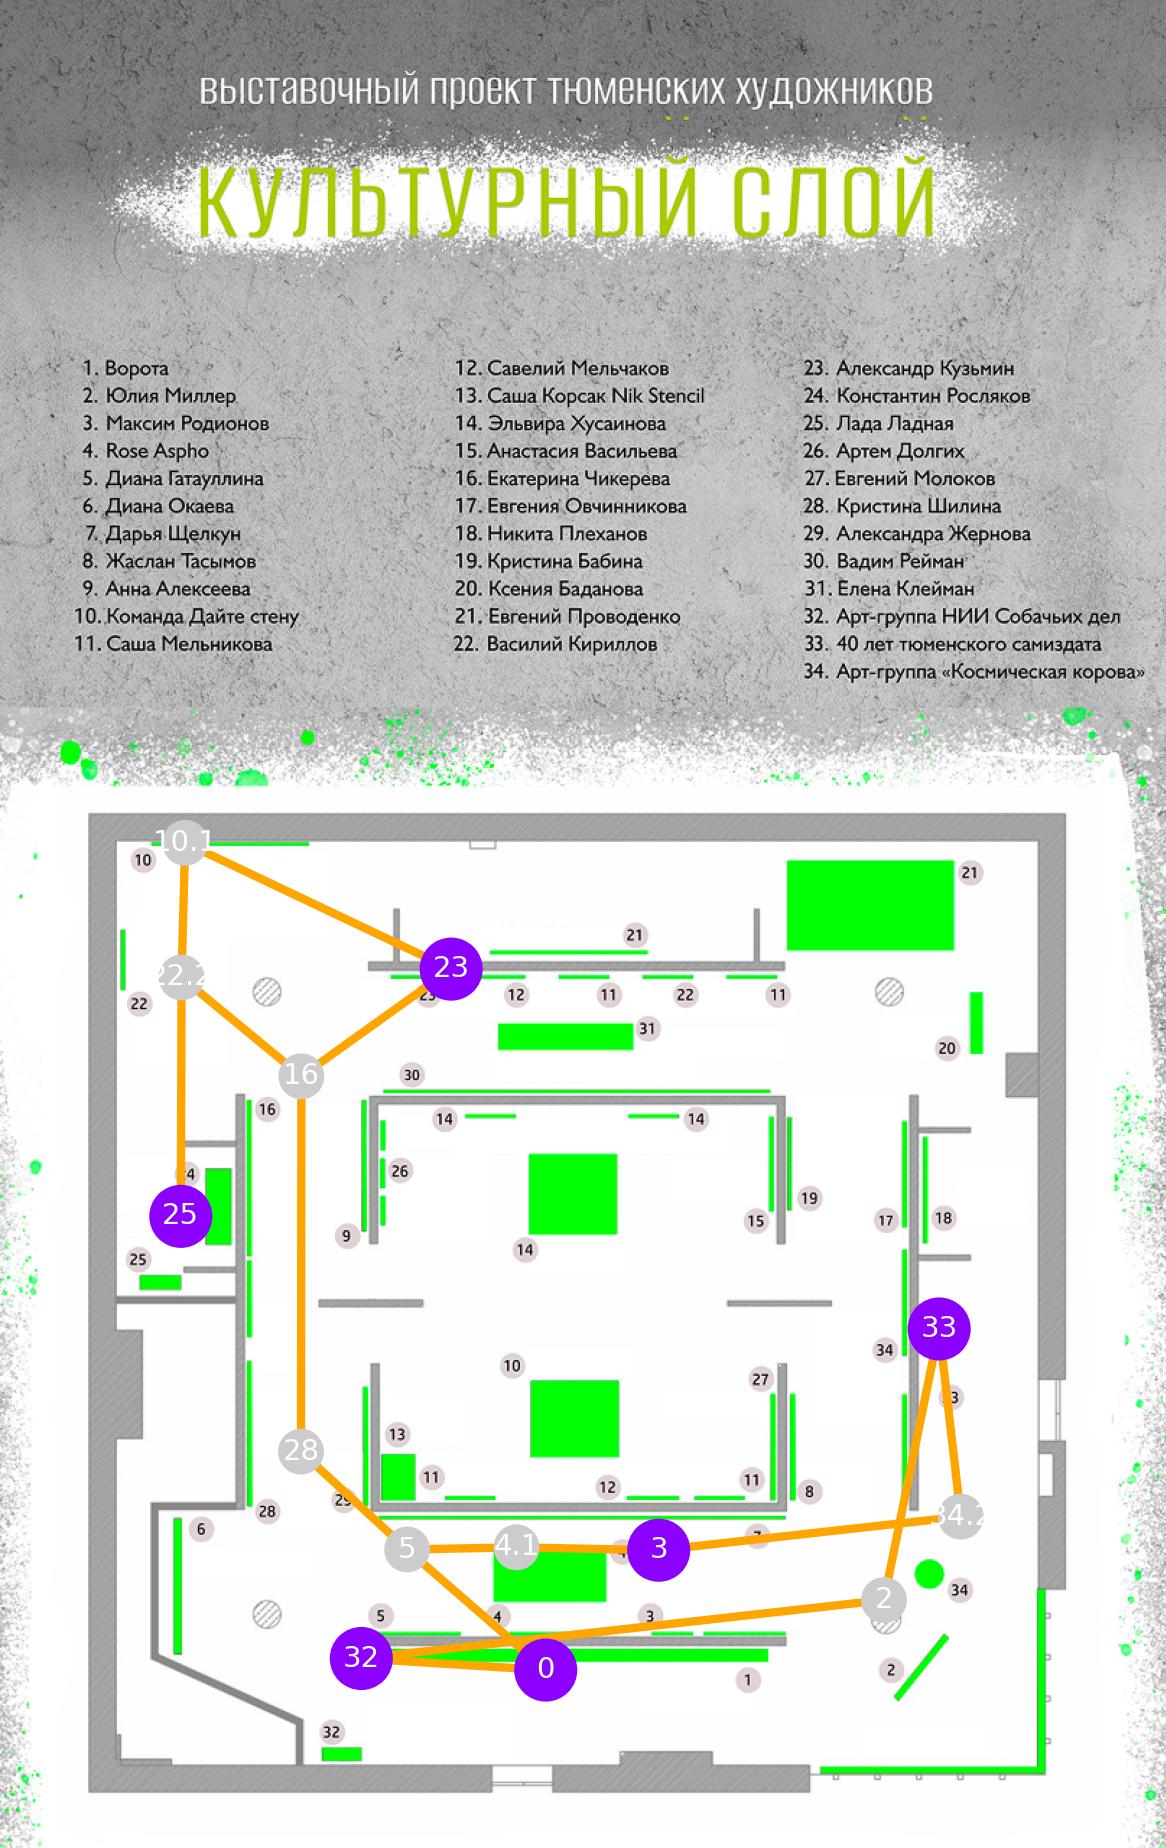 выставочный проект тюменских художников
КУЛЬТУРНЫЙ СЛОЙ
1. Ворота
2. Юлия Миллер
3. Максим Родионов
4. Rose Aspho
5. Диана Гатауллина
6. Диана Окаева
7. Дарья Щелкун
8. Жаслан Тасымов
9. Анна Алексеева
10. Команда Дайте стену
11. Саша Мельникова
12. Савелий Мельчаков
13. Саша Корсак Nik Stencil
14. Эльвира Хусаинова
15. Анастасия Васильева
16. Екатерина Чикерева
17. Евгения Овчинникова
18. Никита Плеханов
19. Кристина Бабина
20. Ксения Баданова
21. Евгений Проводенко
22. Василий Кириллов
23. Александр Кузьмин
24. Константин Росляков
25. Лада Ладная
26. Артем Долгих
27. Евгений Молоков
28. Кристина Шилина
29. Александра Жернова
30. Вадим Рейман
31. Елена Клейман
32. Арт-группа НИИ Собачьих дел
33. 40 лет тюменского самиздата
34. Арт-группа «Космическая корова»
10.1
10
21
21
23
22.2
22
12
11
22
11
31
20
16
30
16
14
14
26
9
15
19
17
18
14
25
25
33
34
10
27
13
11
12
11
8
28
28
29
6
5
4.1
3
34.2
34
2
5
4
3
32
0
1
2
32